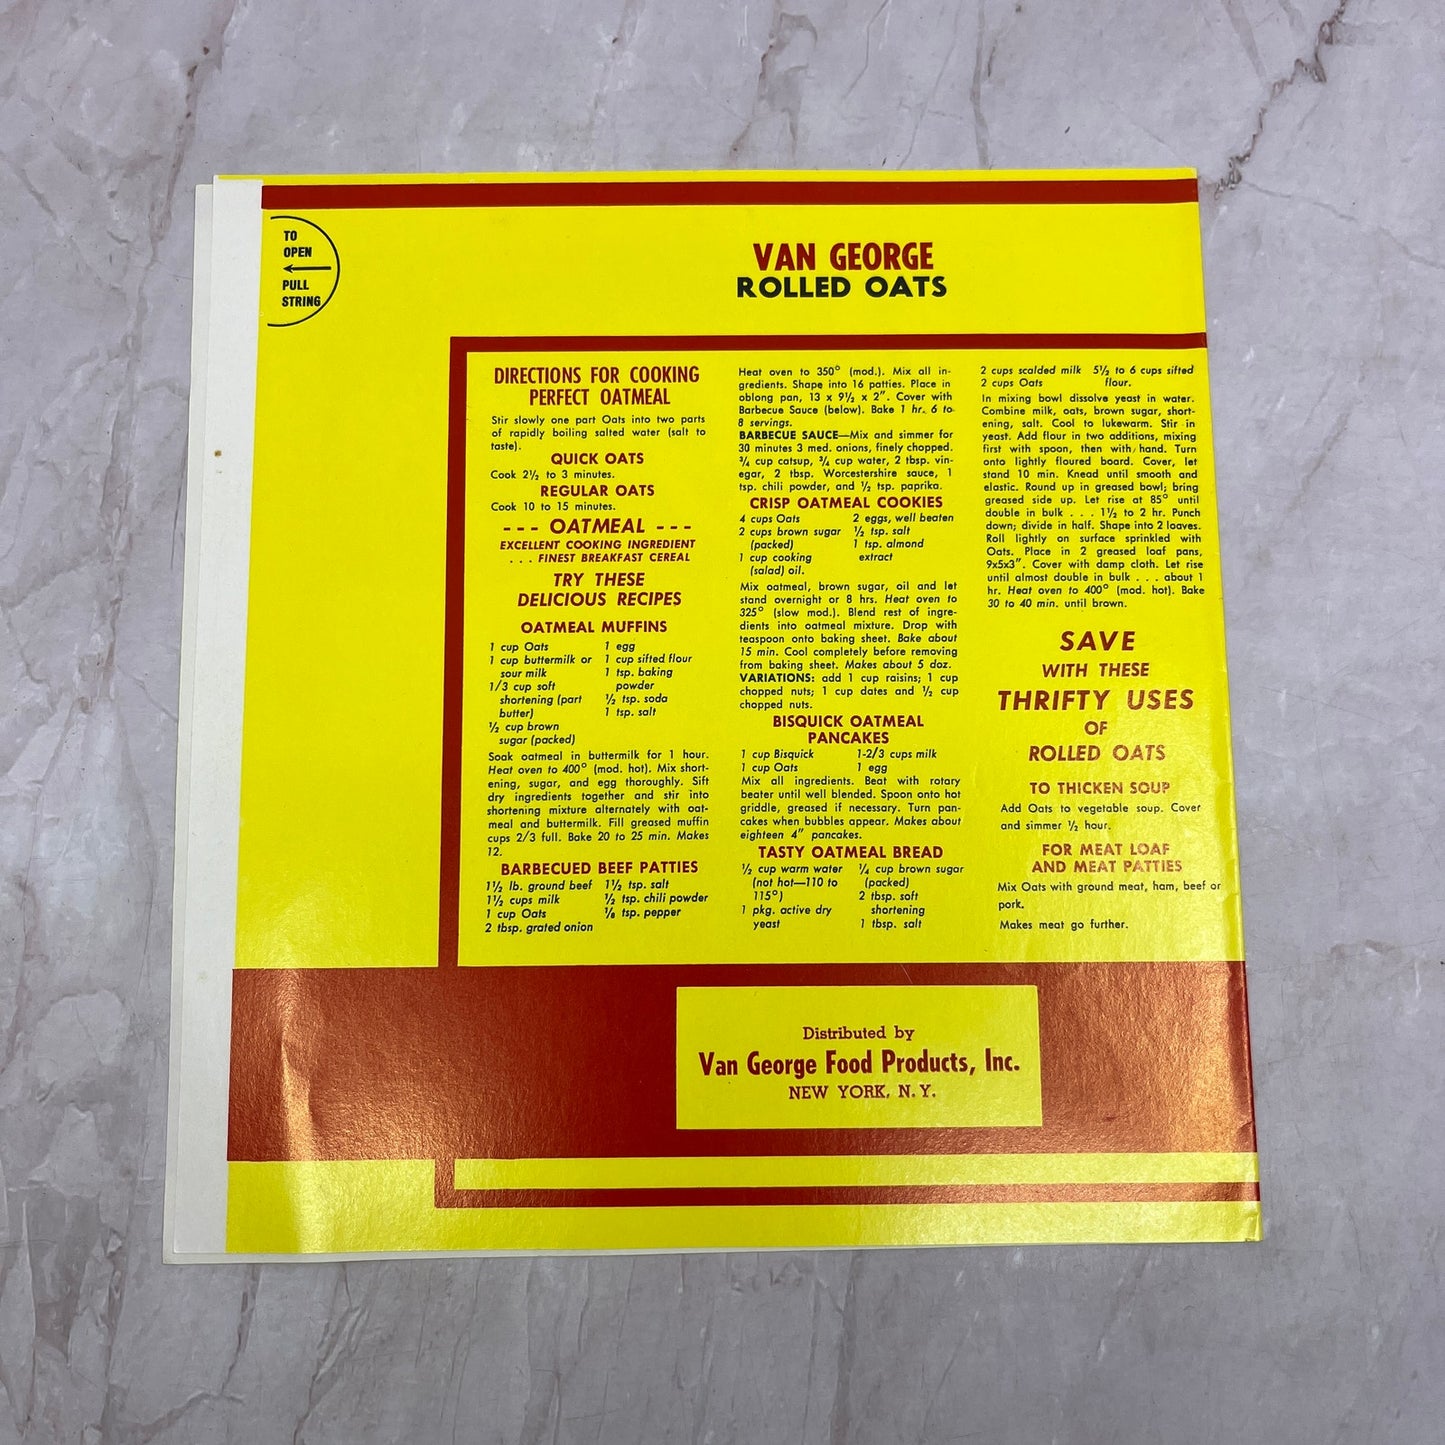 TO
OPEN
PULL
STRING
VAN GEORGE
ROLLED OATS
DIRECTIONS FOR COOKING
PERFECT OATMEAL
Stir slowly one part Oats into two parts
of rapidly boiling salted water (salt to
taste).
QUICK OATS
Cook 2½ to 3 minutes.
REGULAR OATS
Cook 10 to 15 minutes.
--- OATMEAL ---
EXCELLENT COOKING INGREDIENT
. . . FINEST BREAKFAST CEREAL
TRY THESE
DELICIOUS RECIPES
OATMEAL MUFFINS
1 cup Oats
1 cup buttermilk or
sour milk
1/3 cup soft
shortening (part
butter)
½ cup brown
sugar (packed)
1 egg
1 cup sifted flour
1 tsp. baking
powder
½ tsp. soda
1 tsp. salt
Soak oatmeal in buttermilk for 1 hour.
Heat oven to 400° (mod. hot). Mix short-
ening, sugar, and egg thoroughly. Sift
dry ingredients together and stir into
shortening mixture alternately with oat-
meal and buttermilk. Fill greased muffin
cups 2/3 full. Bake 20 to 25 min. Makes
12.
BARBECUED BEEF PATTIES
1½ lb. ground beef
1½ cups milk
1 cup Oats
2 tbsp. grated onion
1½ tsp. salt
½ tsp. chili powder
⅛ tsp. pepper
Heat oven to 350° (mod.). Mix all in-
gredients. Shape into 16 patties. Place in
oblong pan, 13 x 9½ x 2". Cover with
Barbecue Sauce (below). Bake 1 hr. 6 to
8 servings.
BARBECUE SAUCE—Mix and simmer for
30 minutes 3 med. onions, finely chopped.
¾ cup catsup, ¾ cup water, 2 tbsp. vin-
egar, 2 tbsp. Worcestershire sauce, 1
tsp. chili powder, and ½ tsp. paprika.
CRISP OATMEAL COOKIES
4 cups Oats
2 cups brown sugar
(packed)
1 cup cooking
(salad) oil.
2 eggs, well beaten
½ tsp. salt
1 tsp. almond
extract
Mix oatmeal, brown sugar, oil and let
stand overnight or 8 hrs. Heat oven to
325° (slow mod.). Blend rest of ingre-
dients into oatmeal mixture. Drop with
teaspoon onto baking sheet. Bake about
15 min. Cool completely before removing
from baking sheet. Makes about 5 doz.
VARIATIONS: add 1 cup raisins; 1 cup
chopped nuts; 1 cup dates and ½ cup
chopped nuts.
BISQUICK OATMEAL
PANCAKES
1 cup Bisquick
1 cup Oats
1-2/3 cups milk
1 egg
Mix all ingredients. Beat with rotary
beater until well blended. Spoon onto hot
griddle, greased if necessary. Turn pan-
cakes when bubbles appear. Makes about
eighteen 4" pancakes.
TASTY OATMEAL BREAD
½ cup warm water
(not hot—110 to
115°)
1 pkg. active dry
yeast
¼ cup brown sugar
(packed)
2 tbsp. soft
shortening
1 tbsp. salt
2 cups scalded milk
2 cups Oats
5½ to 6 cups sifted
flour.
In mixing bowl dissolve yeast in water.
Combine milk, oats, brown sugar, short-
ening, salt. Cool to lukewarm. Stir in
yeast. Add flour in two additions, mixing
first with spoon, then with hand. Turn
onto lightly floured board. Cover, let
stand 10 min. Knead until smooth and
elastic. Round up in greased bowl; bring
greased side up. Let rise at 85° until
double in bulk . . . 1½ to 2 hr. Punch
down; divide in half. Shape into 2 loaves.
Roll lightly on surface sprinkled with
Oats. Place in 2 greased loaf pans,
9x5x3". Cover with damp cloth. Let rise
until almost double in bulk . . . about 1
hr. Heat oven to 400° (mod. hot). Bake
30 to 40 min. until brown.
SAVE
WITH THESE
THRIFTY USES
OF
ROLLED OATS
TO THICKEN SOUP
Add Oats to vegetable soup. Cover
and simmer ½ hour.
FOR MEAT LOAF
AND MEAT PATTIES
Mix Oats with ground meat, ham, beef or
pork.
Makes meat go further.
Distributed by
Van George Food Products, Inc.
NEW YORK, N. Y.